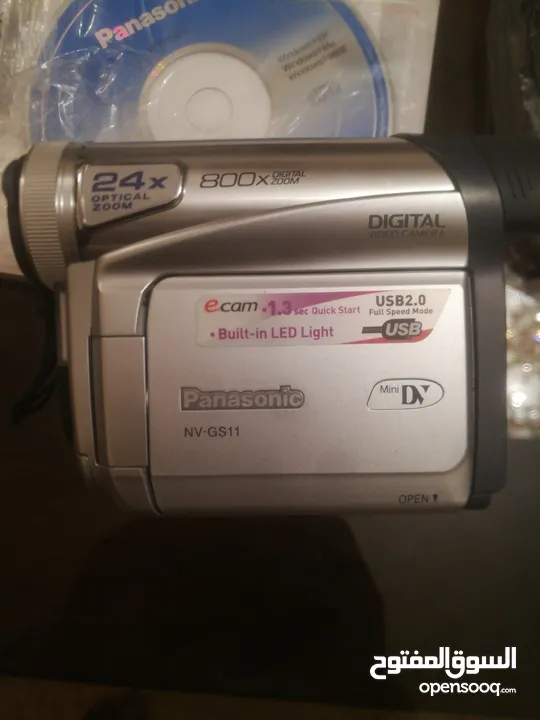 Panasonic
24x
OPTICAL
ZOOM
800x DIGITAL
ZOOM
DIGITAL
VIDEO CAMERA
e.cam • 1.3 sec Quick Start
• Built-in LED Light
USB2.0
Full Speed Mode
USB
Panasonic
Mini DV
NV-GS11
OPEN
السوق المفتوح
opensooq.com